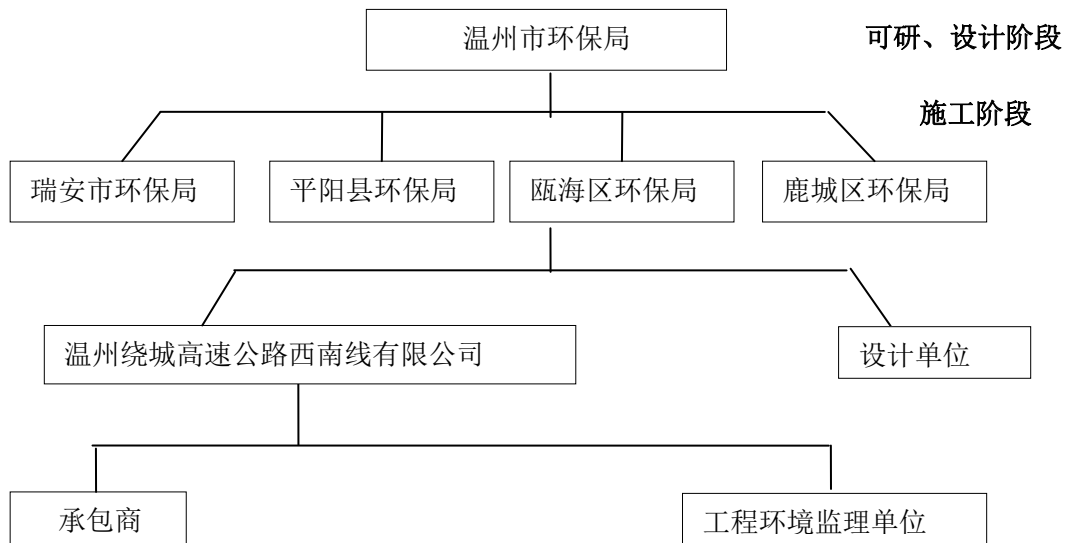 温州市环保局
可研、设计阶段
施工阶段
瑞安市环保局
平阳县环保局
瓯海区环保局
鹿城区环保局
温州绕城高速公路西南线有限公司
设计单位
承包商
工程环境监理单位